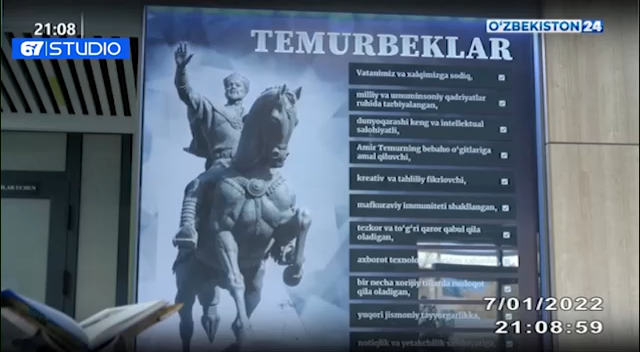 21:08
O'ZBEKISTON 24
67 STUDIO
TEMURBEKLAR
Vatanimiz va xalqimizga sodiq,
milliy va umuminsoniy qadriyatlar
ruhida tarbiyalangan,
dunyoqarashi keng va intellektual
salohiyatli,
Amir Temurning bebaho o'gitlariga
amal qiluvchi,
kreativ va tahliliy fikrlovchi,
mafkuraviy immuniteti shakllangan,
tezkor va to'g'ri qaror qabul qila
oladigan,
axborot
bir necha xorijiy tillarda muloqot
qila oladigan,
yuqori jismoniy tayyorgarlikka,
notiqlik va yetakchilik
7/01/2022
21:08:59